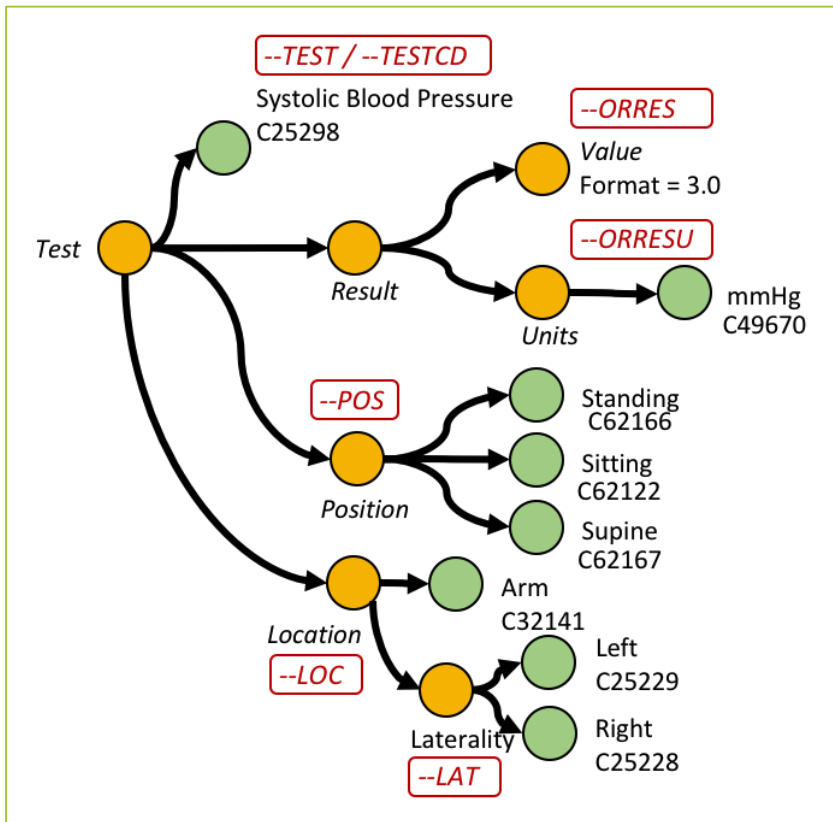 --TEST / --TESTCD
Systolic Blood Pressure
C25298
--ORRES
Value
Format = 3.0
Test
--ORRESU
Result
mmHg
C49670
Units
--POS
Standing
C62166
Sitting
C62122
Position
Supine
C62167
Arm
C32141
Location
--LOC
Left
C25229
Laterality
Right
C25228
--LAT